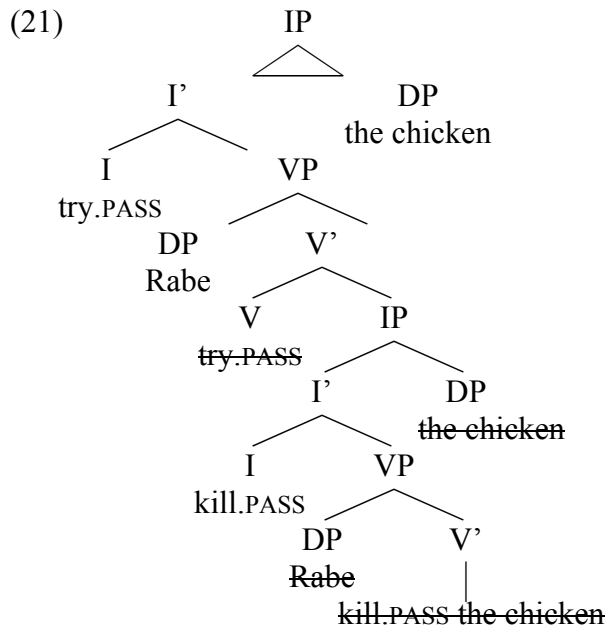 (21) IP
I’ DP
the chicken
I VP
try.PASS
DP V’
Rabe
V IP
try.PASS
I’ DP
the chicken
I VP
kill.PASS
DP V’
Rabe
kill.PASS the chicken